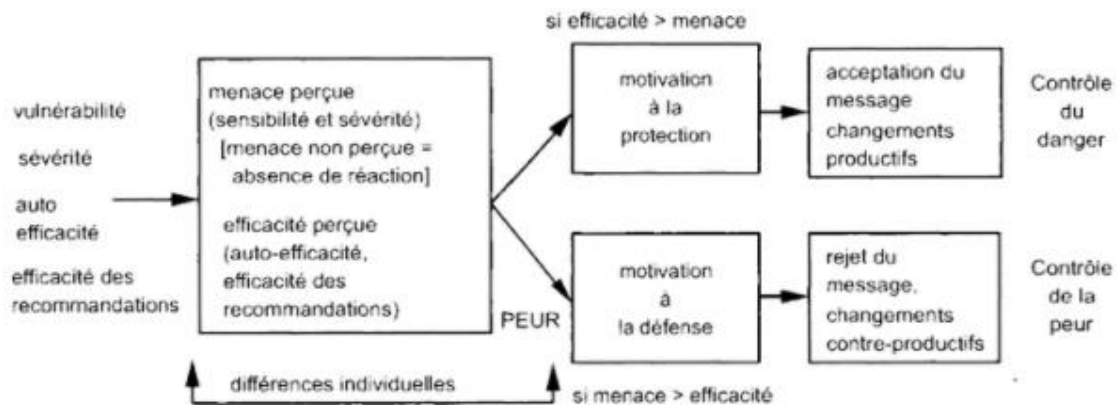 si efficacité > menace
vulnérabilité
sévérité
auto
efficacité
efficacité des
recommandations
menace perçue
(sensibilité et sévérité)
[menace non perçue =
absence de réaction]
efficacité perçue
(auto-efficacité,
efficacité des
recommandations)
PEUR
motivation
à la
protection
acceptation du
message
changements
productifs
Contrôle
du
danger
motivation
à
la défense
rejet du
message,
changements
contre-productifs
Contrôle
de la
peur
différences individuelles
si menace > efficacité